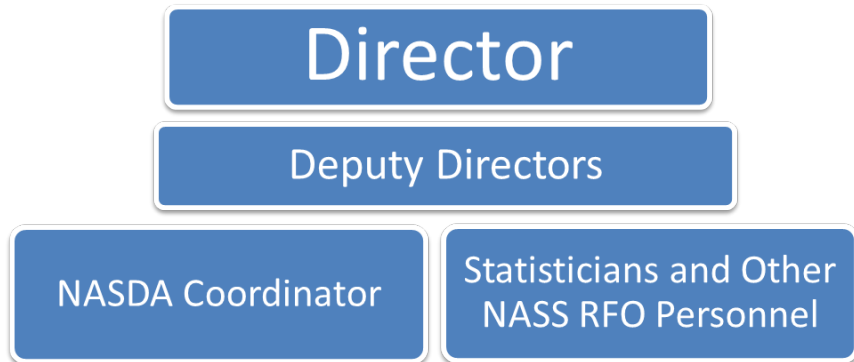 Director
Deputy Directors
NASDA Coordinator
Statisticians and Other
NASS RFO Personnel